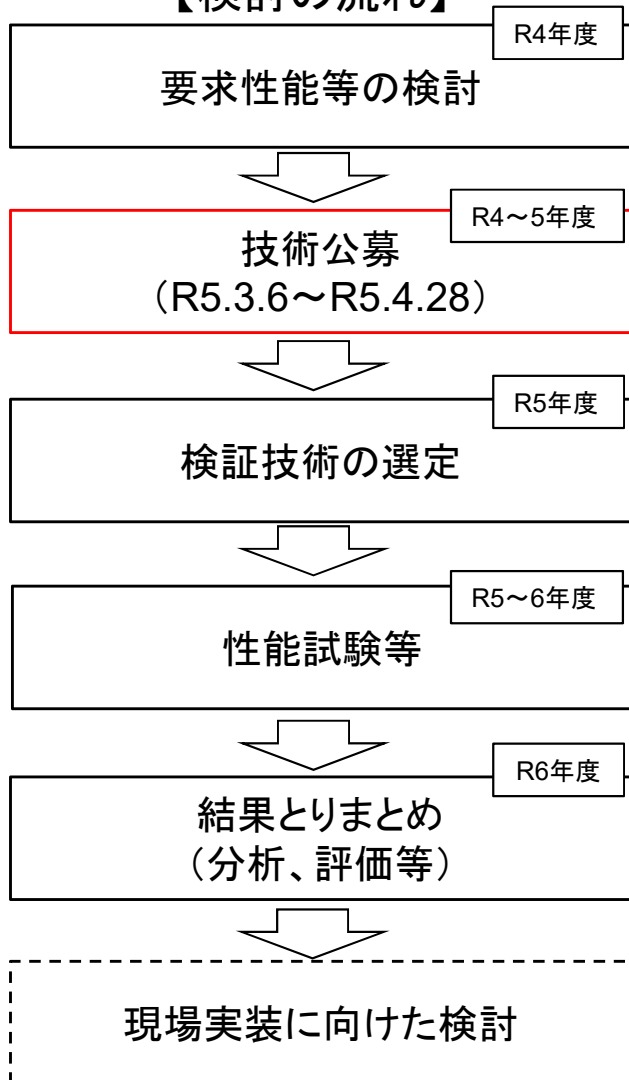 【検討の流れ】
R4年度
要求性能等の検討
R4～5年度
技術公募
（R5.3.6～R5.4.28）
R5年度
検証技術の選定
R5～6年度
性能試験等
R6年度
結果とりまとめ
（分析、評価等）
現場実装に向けた検討